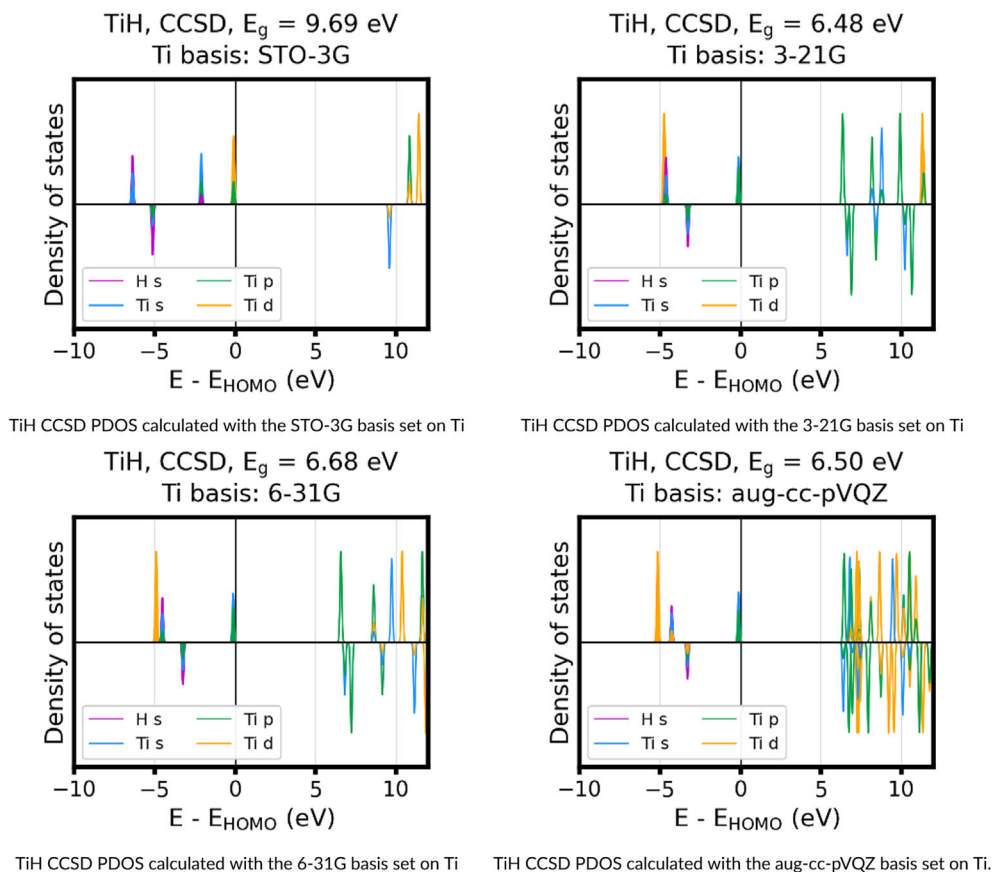 TiH, CCSD, E_g = 9.69 eV
Ti basis: STO-3G
Density of states
H s
Ti p
Ti s
Ti d
−10 −5 0 5 10
E - E_HOMO (eV)
TiH CCSD PDOS calculated with the STO-3G basis set on Ti
TiH, CCSD, E_g = 6.48 eV
Ti basis: 3-21G
Density of states
H s
Ti p
Ti s
Ti d
−10 −5 0 5 10
E - E_HOMO (eV)
TiH CCSD PDOS calculated with the 3-21G basis set on Ti
TiH, CCSD, E_g = 6.68 eV
Ti basis: 6-31G
Density of states
H s
Ti p
Ti s
Ti d
−10 −5 0 5 10
E - E_HOMO (eV)
TiH CCSD PDOS calculated with the 6-31G basis set on Ti
TiH, CCSD, E_g = 6.50 eV
Ti basis: aug-cc-pVQZ
Density of states
H s
Ti p
Ti s
Ti d
−10 −5 0 5 10
E - E_HOMO (eV)
TiH CCSD PDOS calculated with the aug-cc-pVQZ basis set on Ti.